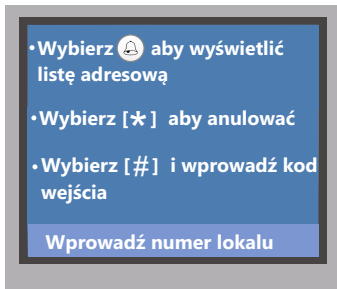 • Wybierz 🔔 aby wyświetlić
listę adresową
• Wybierz [*] aby anulować
• Wybierz [#] i wprowadź kod
wejścia
Wprowadź numer lokalu